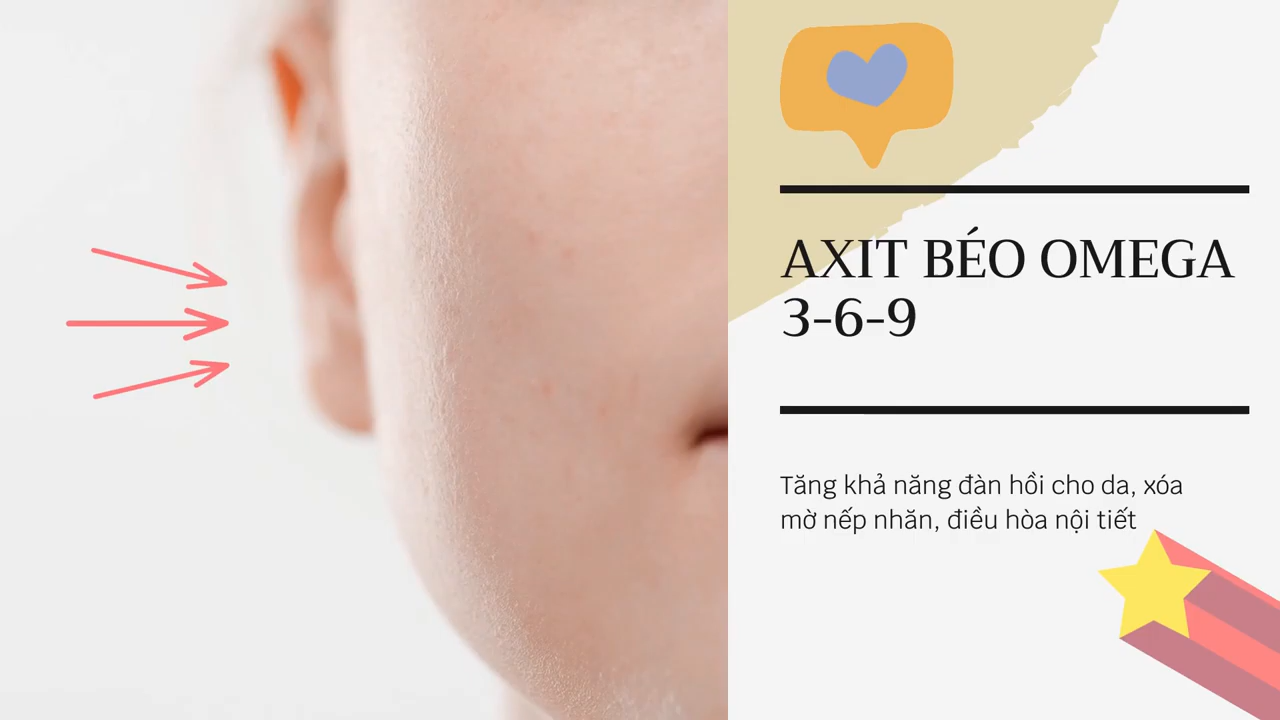 AXIT BÉO OMEGA
3-6-9
Tăng khả năng đàn hồi cho da, xóa
mờ nếp nhăn, điều hòa nội tiết